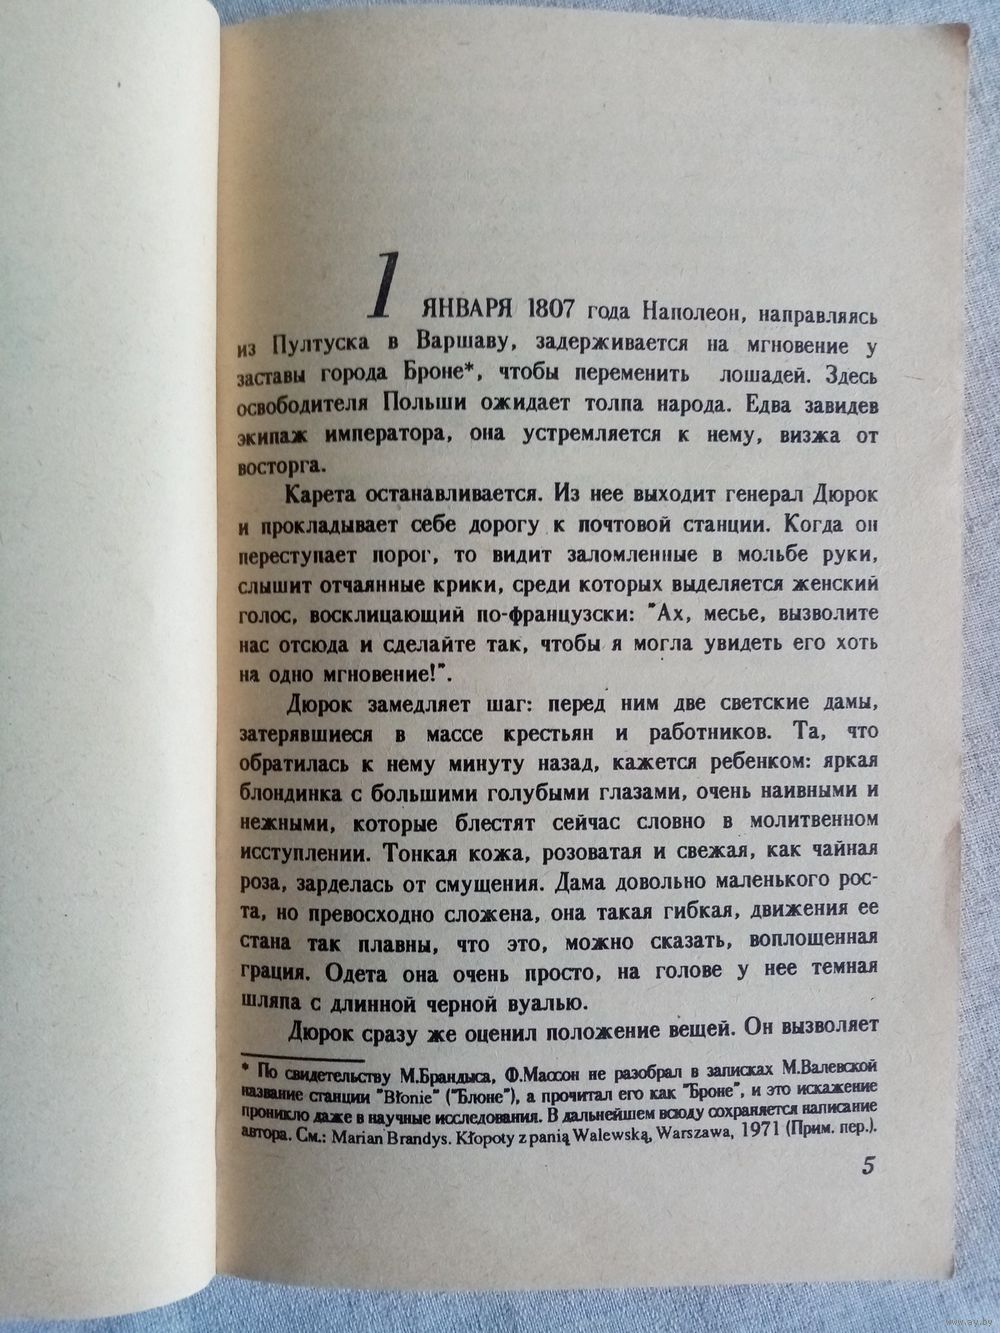 1 ЯНВАРЯ 1807 года Наполеон, направляясь
из Пултуска в Варшаву, задерживается на мгновение у
заставы города Броне*, чтобы переменить лошадей. Здесь
освободителя Польши ожидает толпа народа. Едва завидев
экипаж императора, она устремляется к нему, визжа от
восторга.
Карета останавливается. Из нее выходит генерал Дюрок
и прокладывает себе дорогу к почтовой станции. Когда он
переступает порог, то видит заломленные в мольбе руки,
слышит отчаянные крики, среди которых выделяется женский
голос, восклицающий по-французски: "Ах, месье, вызволите
нас отсюда и сделайте так, чтобы я могла увидеть его хоть
на одно мгновение!".
Дюрок замедляет шаг: перед ним две светские дамы,
затерявшиеся в массе крестьян и работников. Та, что
обратилась к нему минуту назад, кажется ребенком: яркая
блондинка с большими голубыми глазами, очень наивными и
нежными, которые блестят сейчас словно в молитвенном
исступлении. Тонкая кожа, розоватая и свежая, как чайная
роза, зарделась от смущения. Дама довольно маленького рос-
та, но превосходно сложена, она такая гибкая, движения ее
стана так плавны, что это, можно сказать, воплощенная
грация. Одета она очень просто, на голове у нее темная
шляпа с длинной черной вуалью.
Дюрок сразу же оценил положение вещей. Он вызволяет
* По свидетельству М.Брандыса, Ф.Массон не разобрал в записках М.Валевской
название станции "Błonie" ("Блоне"), а прочитал его как "Броне", и это искажение
проникло даже в научные исследования. В дальнейшем всюду сохраняется написание
автора. См.: Marian Brandys. Kłopoty z panią Walewską, Warszawa, 1971 (Прим. пер.).
5
www.ay.by